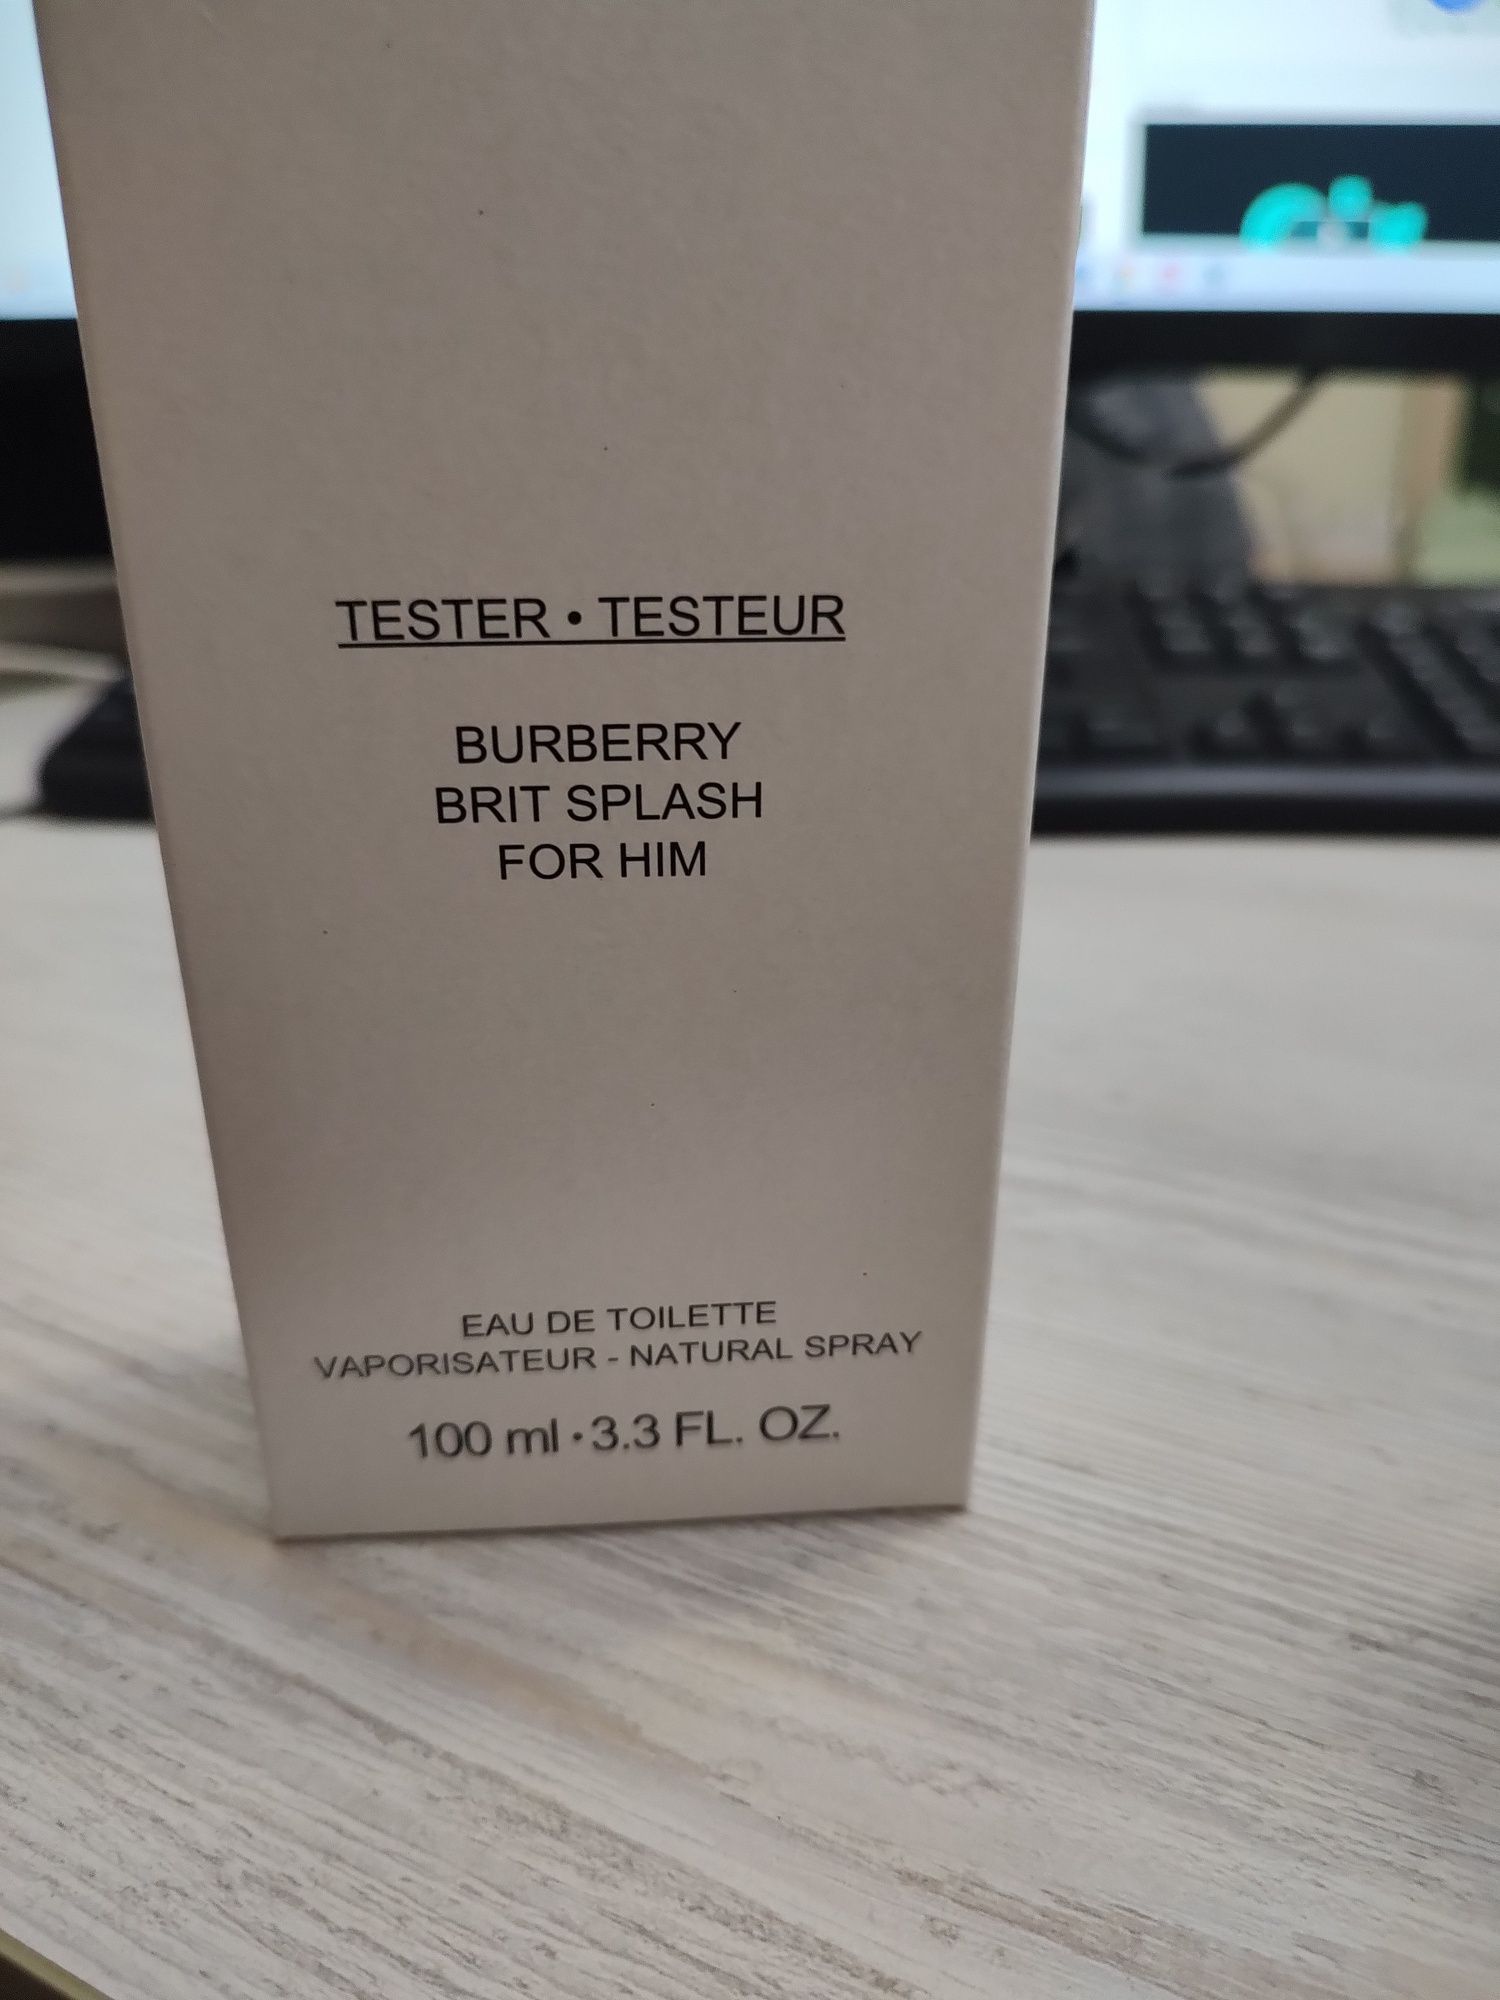 TESTER • TESTEUR
BURBERRY
BRIT SPLASH
FOR HIM
EAU DE TOILETTE
VAPORISATEUR - NATURAL SPRAY
100 ml • 3.3 FL. OZ.